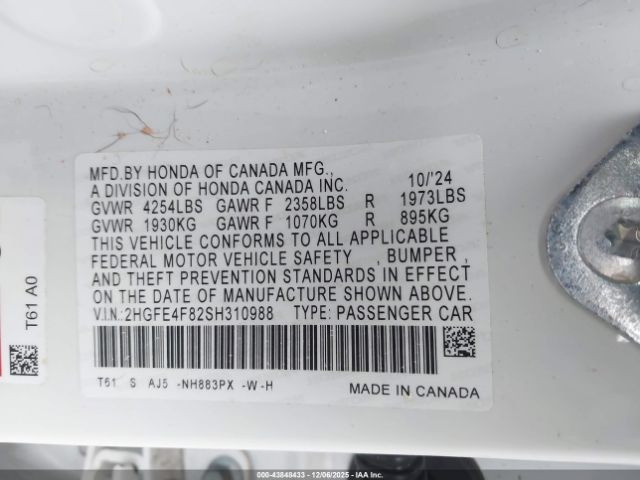 MFD.BY HONDA OF CANADA MFG.,
A DIVISION OF HONDA CANADA INC. 10/'24
GVWR 4254LBS GAWR F 2358LBS R 1973LBS
GVWR 1930KG GAWR F 1070KG R 895KG
THIS VEHICLE CONFORMS TO ALL APPLICABLE
FEDERAL MOTOR VEHICLE SAFETY , BUMPER ,
AND THEFT PREVENTION STANDARDS IN EFFECT
ON THE DATE OF MANUFACTURE SHOWN ABOVE.
V.I.N.:2HGFE4F82SH310988 TYPE: PASSENGER CAR
T61 S AJ5 -NH883PX -W-H
MADE IN CANADA
T61 A0
000-43848433 - 12/06/2025 - IAAI.COM